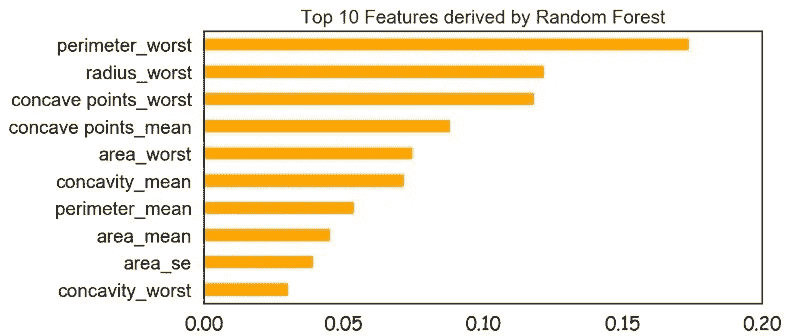 Top 10 Features derived by Random Forest
perimeter_worst
radius_worst
concave points_worst
concave points_mean
area_worst
concavity_mean
perimeter_mean
area_mean
area_se
concavity_worst
0.00 0.05 0.10 0.15 0.20